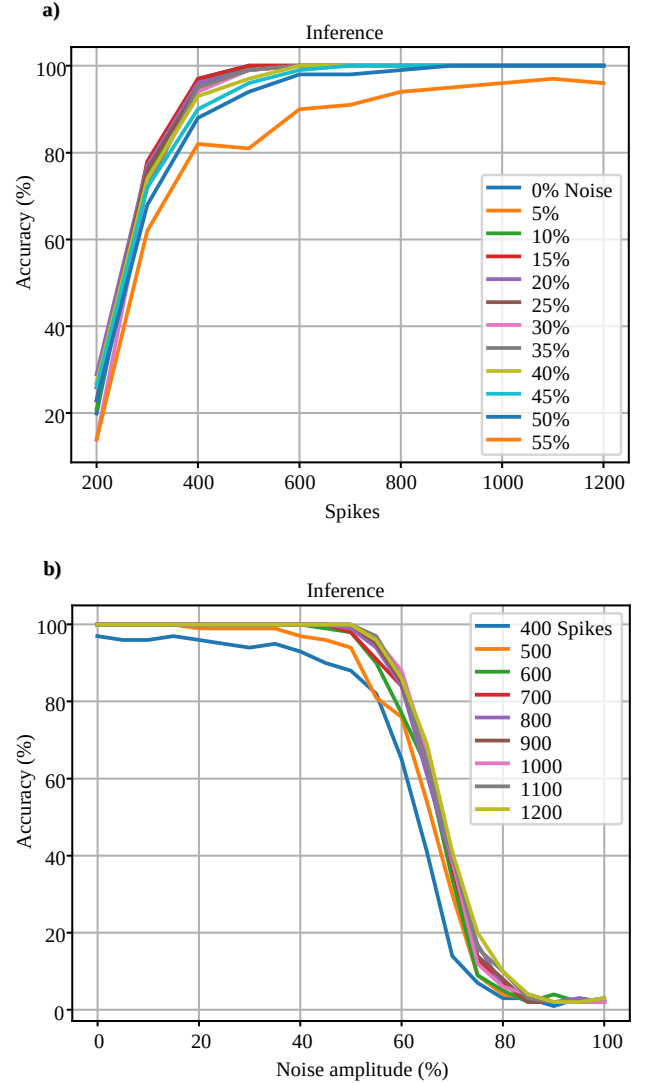 a)
Inference
100
80
60
40
20
Accuracy (%)
0% Noise
5%
10%
15%
20%
25%
30%
35%
40%
45%
50%
55%
200 400 600 800 1000 1200
Spikes
b)
Inference
100
80
60
40
20
0
Accuracy (%)
400 Spikes
500
600
700
800
900
1000
1100
1200
0 20 40 60 80 100
Noise amplitude (%)